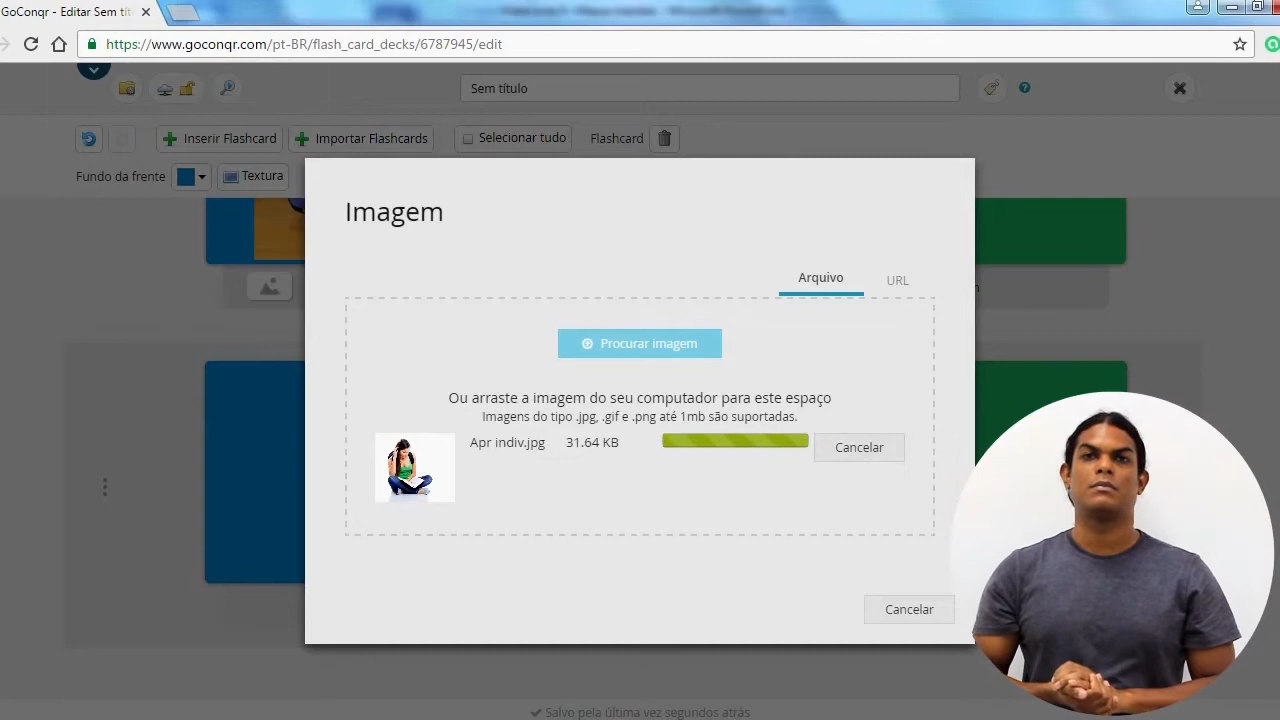 GoConqr - Editar Sem títu
https://www.goconqr.com/pt-BR/flash_card_decks/6787945/edit
Sem título
Inserir Flashcard
Importar Flashcards
Selecionar tudo
Flashcard
Fundo da frente
Textura
Imagem
Arquivo
URL
Procurar imagem
Ou arraste a imagem do seu computador para este espaço
Imagens do tipo .jpg, .gif e .png até 1mb são suportadas.
Apr indiv.jpg 31.64 KB
Cancelar
Cancelar
Salvo pela última vez segundos atrás